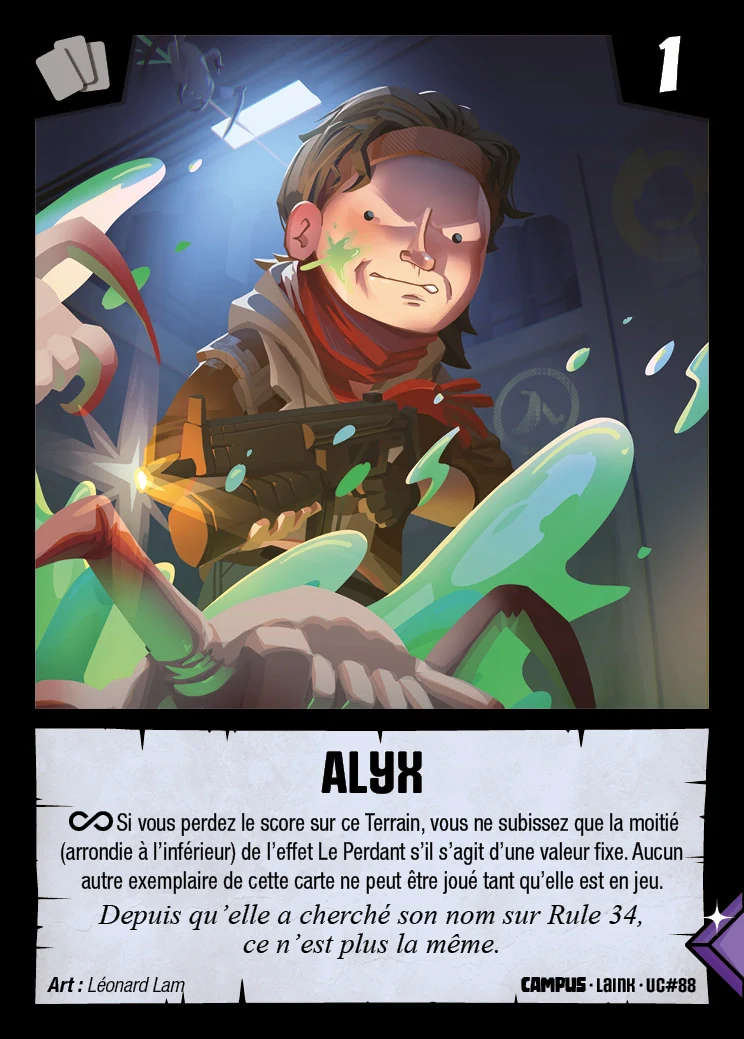 1
ALYX
∞ Si vous perdez le score sur ce Terrain, vous ne subissez que la moitié
(arrondie à l'inférieur) de l'effet Le Perdant s'il s'agit d'une valeur fixe. Aucun
autre exemplaire de cette carte ne peut être joué tant qu'elle est en jeu.
Depuis qu'elle a cherché son nom sur Rule 34,
ce n'est plus la même.
Art : Léonard Lam
CAMPUS · LAINK · UC#88